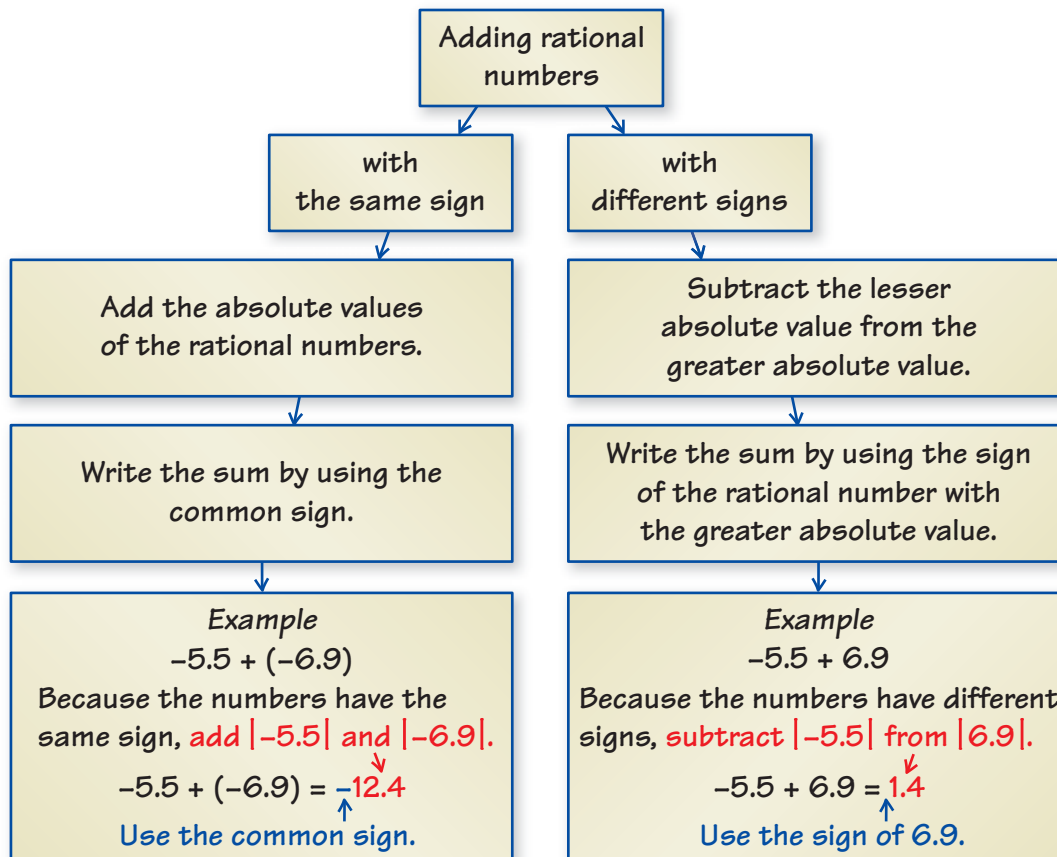 Adding rational
numbers
with
the same sign
with
different signs
Add the absolute values
of the rational numbers.
Subtract the lesser
absolute value from the
greater absolute value.
Write the sum by using the
common sign.
Write the sum by using the sign
of the rational number with
the greater absolute value.
Example
–5.5 + (–6.9)
Because the numbers have the
same sign, add |–5.5| and |–6.9|.
–5.5 + (–6.9) = –12.4
Use the common sign.
Example
–5.5 + 6.9
Because the numbers have different
signs, subtract |–5.5| from |6.9|.
–5.5 + 6.9 = 1.4
Use the sign of 6.9.